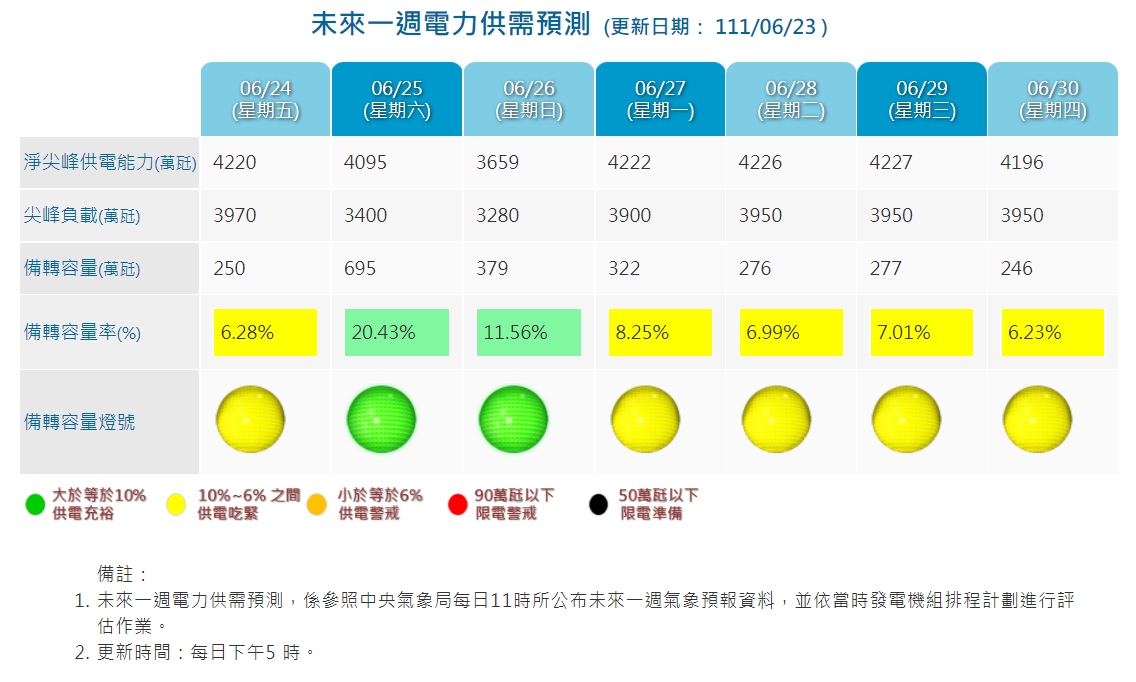 未來一週電力供需預測 (更新日期： 111/06/23 )
06/24 06/25 06/26 06/27 06/28 06/29 06/30
(星期五) (星期六) (星期日) (星期一) (星期二) (星期三) (星期四)
淨尖峰供電能力(萬瓩) 4220 4095 3659 4222 4226 4227 4196
尖峰負載(萬瓩) 3970 3400 3280 3900 3950 3950 3950
備轉容量(萬瓩) 250 695 379 322 276 277 246
備轉容量率(%) 6.28% 20.43% 11.56% 8.25% 6.99% 7.01% 6.23%
備轉容量燈號
大於等於10% 10%~6% 之間 小於等於6% 90萬瓩以下 50萬瓩以下
供電充裕 供電吃緊 供電警戒 限電警戒 限電準備
備註：
1. 未來一週電力供需預測，係參照中央氣象局每日11時所公布未來一週氣象預報資料，並依當時發電機組排程計劃進行評
估作業。
2. 更新時間：每日下午5 時。